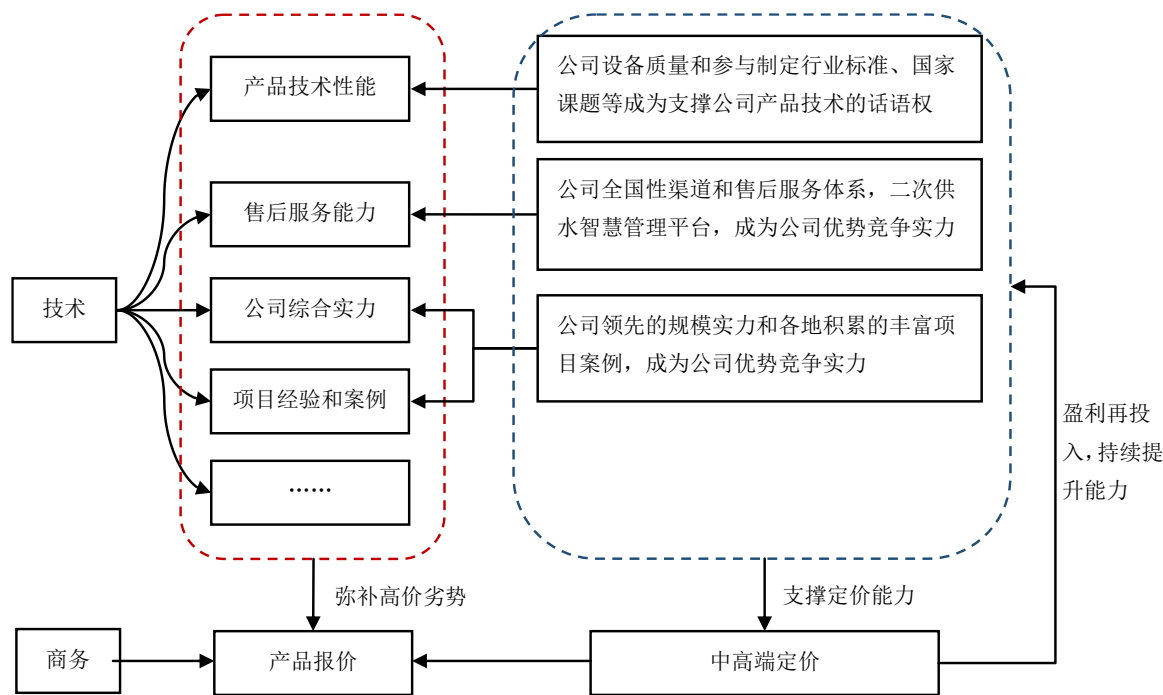 产品技术性能
公司设备质量和参与制定行业标准、国家
课题等成为支撑公司产品技术的话语权
售后服务能力
公司全国性渠道和售后服务体系，二次供
水智慧管理平台，成为公司优势竞争实力
技术
公司综合实力
公司领先的规模实力和各地积累的丰富项
目案例，成为公司优势竞争实力
项目经验和案例
盈利再投
入，持续提
升能力
……
弥补高价劣势
支撑定价能力
商务
产品报价
中高端定价